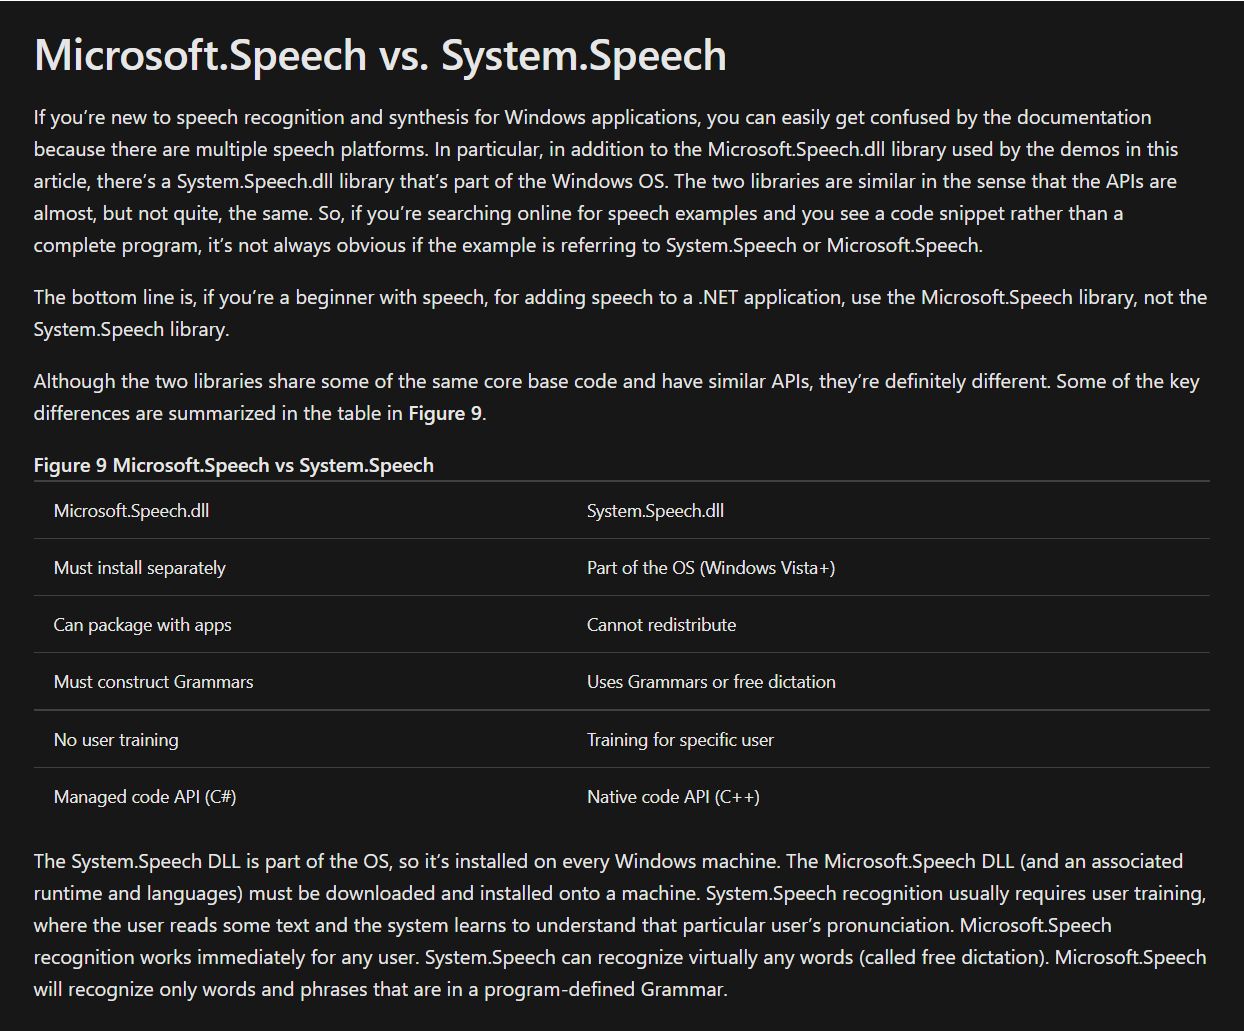 Microsoft.Speech vs. System.Speech
If you’re new to speech recognition and synthesis for Windows applications, you can easily get confused by the documentation
because there are multiple speech platforms. In particular, in addition to the Microsoft.Speech.dll library used by the demos in this
article, there’s a System.Speech.dll library that’s part of the Windows OS. The two libraries are similar in the sense that the APIs are
almost, but not quite, the same. So, if you’re searching online for speech examples and you see a code snippet rather than a
complete program, it’s not always obvious if the example is referring to System.Speech or Microsoft.Speech.
The bottom line is, if you’re a beginner with speech, for adding speech to a .NET application, use the Microsoft.Speech library, not the
System.Speech library.
Although the two libraries share some of the same core base code and have similar APIs, they’re definitely different. Some of the key
differences are summarized in the table in Figure 9.
Figure 9 Microsoft.Speech vs System.Speech
Microsoft.Speech.dll System.Speech.dll
Must install separately Part of the OS (Windows Vista+)
Can package with apps Cannot redistribute
Must construct Grammars Uses Grammars or free dictation
No user training Training for specific user
Managed code API (C#) Native code API (C++)
The System.Speech DLL is part of the OS, so it’s installed on every Windows machine. The Microsoft.Speech DLL (and an associated
runtime and languages) must be downloaded and installed onto a machine. System.Speech recognition usually requires user training,
where the user reads some text and the system learns to understand that particular user’s pronunciation. Microsoft.Speech
recognition works immediately for any user. System.Speech can recognize virtually any words (called free dictation). Microsoft.Speech
will recognize only words and phrases that are in a program-defined Grammar.